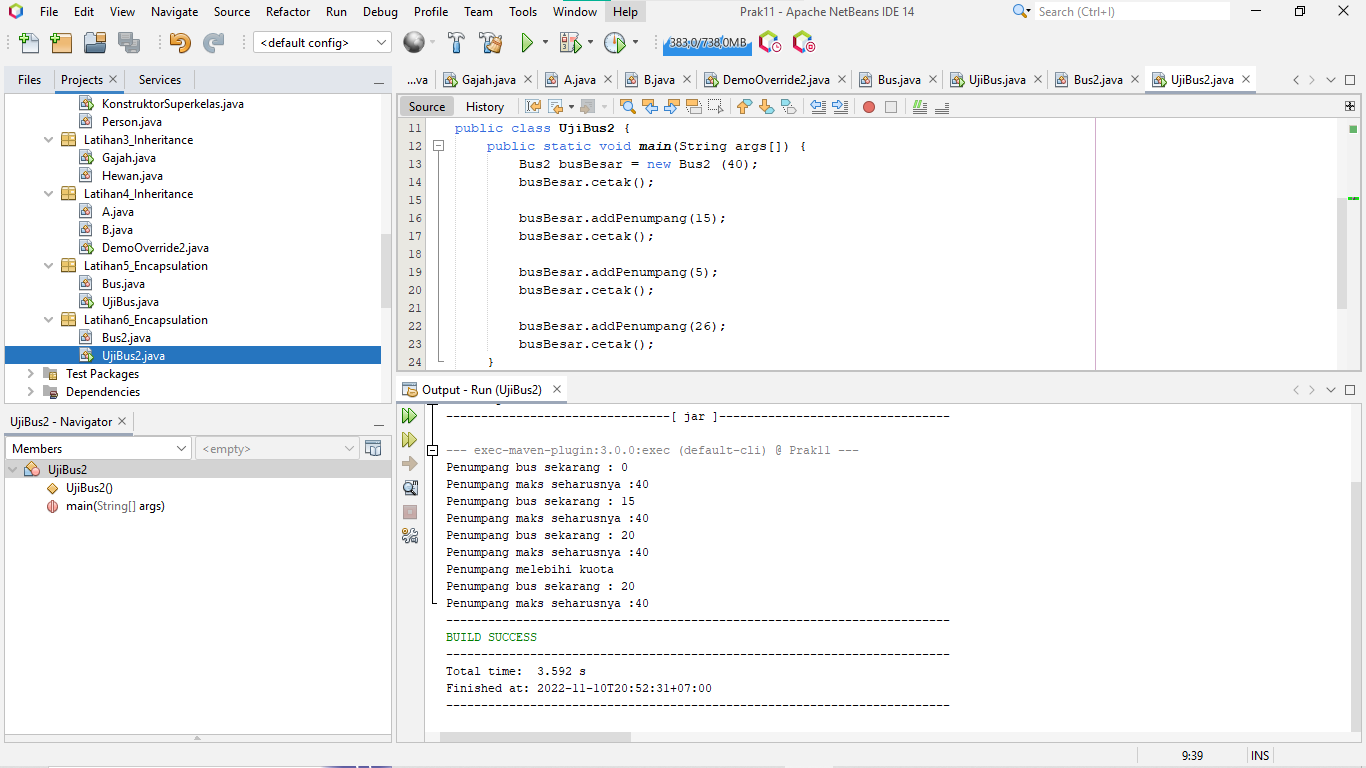 File Edit View Navigate Source Refactor Run Debug Profile Team Tools Window Help Prak11 - Apache NetBeans IDE 14 Search (Ctrl+I)
<default config> 383,0/738,0MB
Files Projects Services
...va Gajah.java A.java B.java DemoOverride2.java Bus.java UjiBus.java Bus2.java UjiBus2.java
Source History
KonstruktorSuperkelas.java
Person.java
Latihan3_Inheritance
Gajah.java
Hewan.java
Latihan4_Inheritance
A.java
B.java
DemoOverride2.java
Latihan5_Encapsulation
Bus.java
UjiBus.java
Latihan6_Encapsulation
Bus2.java
UjiBus2.java
Test Packages
Dependencies
11 public class UjiBus2 {
12 public static void main(String args[]) {
13 Bus2 busBesar = new Bus2 (40);
14 busBesar.cetak();
15
16 busBesar.addPenumpang(15);
17 busBesar.cetak();
18
19 busBesar.addPenumpang(5);
20 busBesar.cetak();
21
22 busBesar.addPenumpang(26);
23 busBesar.cetak();
24 }
UjiBus2 - Navigator
Members <empty>
UjiBus2
UjiBus2()
main(String[] args)
Output - Run (UjiBus2)
--------------------------------[ jar ]---------------------------------
--- exec-maven-plugin:3.0.0:exec (default-cli) @ Prak11 ---
Penumpang bus sekarang : 0
Penumpang maks seharusnya :40
Penumpang bus sekarang : 15
Penumpang maks seharusnya :40
Penumpang bus sekarang : 20
Penumpang maks seharusnya :40
Penumpang melebihi kuota
Penumpang bus sekarang : 20
Penumpang maks seharusnya :40
------------------------------------------------------------------------
BUILD SUCCESS
------------------------------------------------------------------------
Total time:  3.592 s
Finished at: 2022-11-10T20:52:31+07:00
------------------------------------------------------------------------
9:39 INS